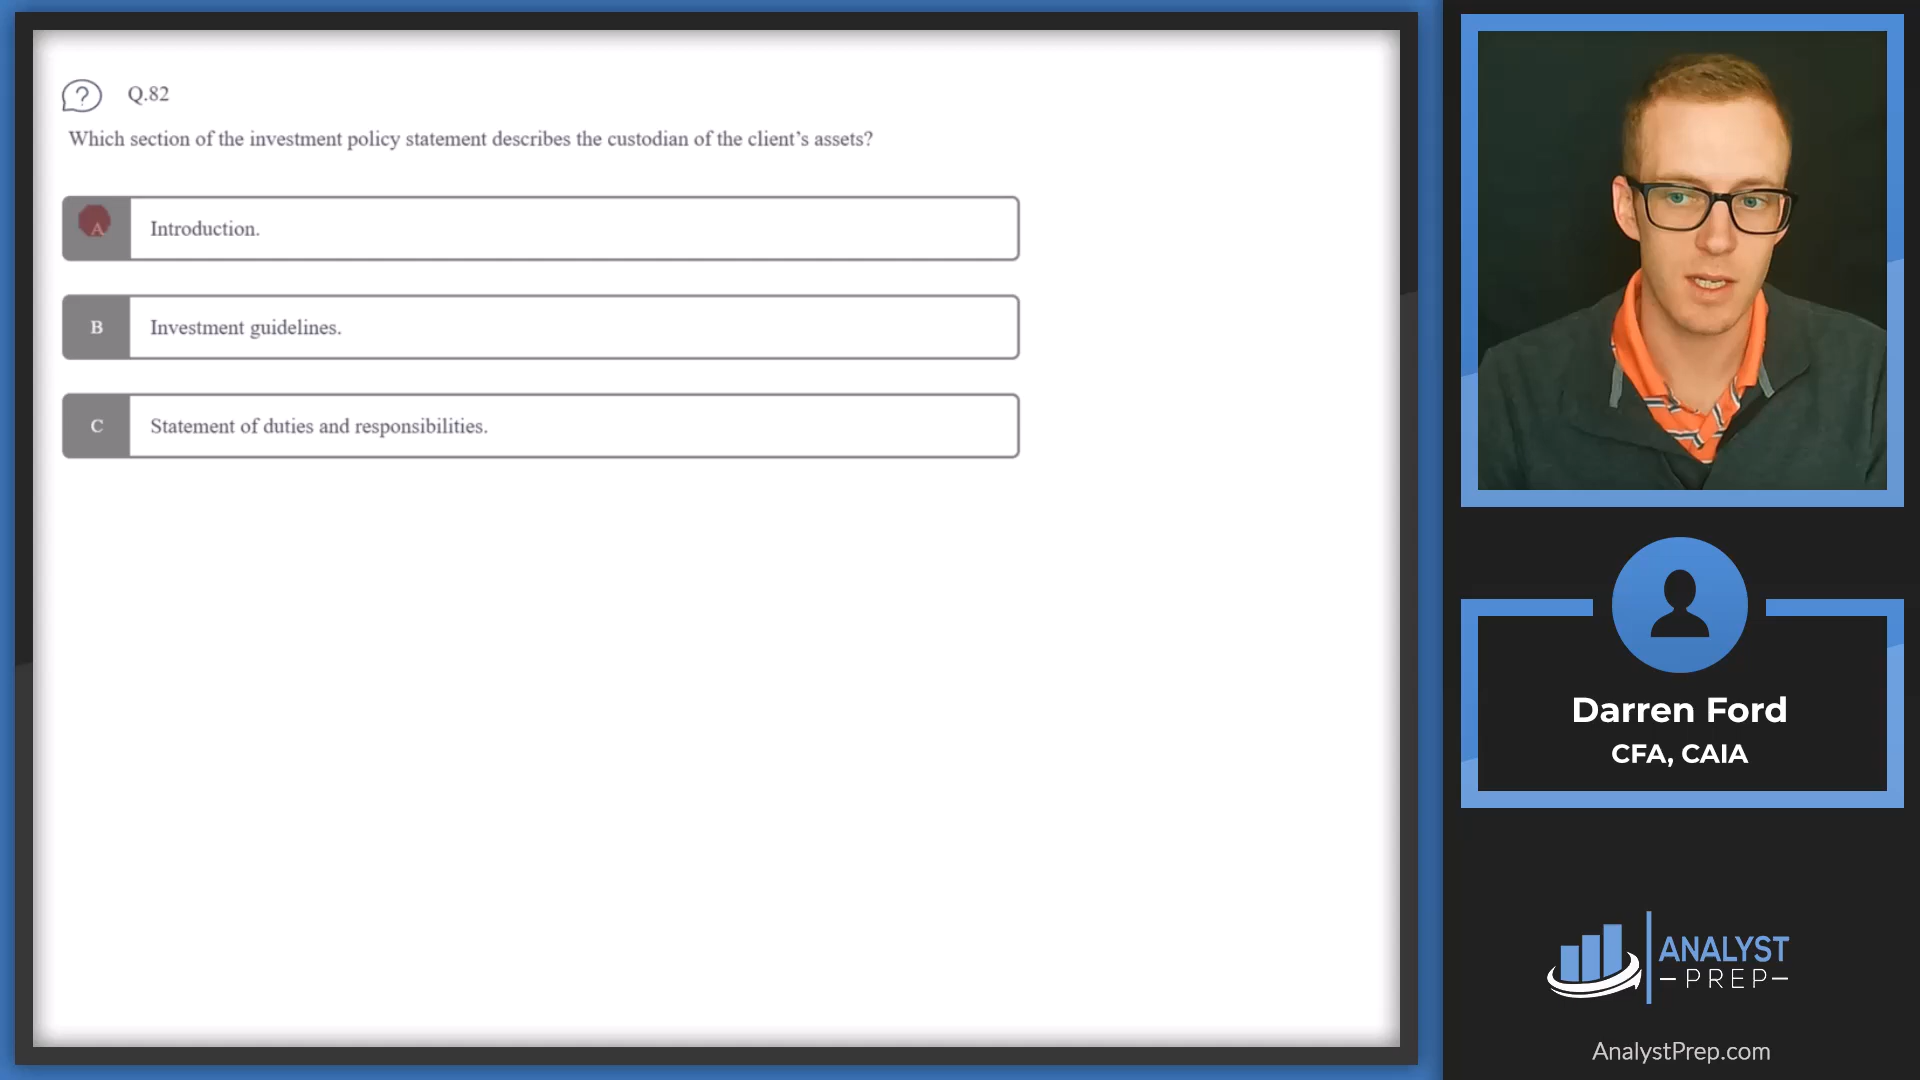 ?
Q.82
Which section of the investment policy statement describes the custodian of the client's assets?
A
Introduction.
B
Investment guidelines.
C
Statement of duties and responsibilities.
Darren Ford
CFA, CAIA
ANALYST
PREP
AnalystPrep.com